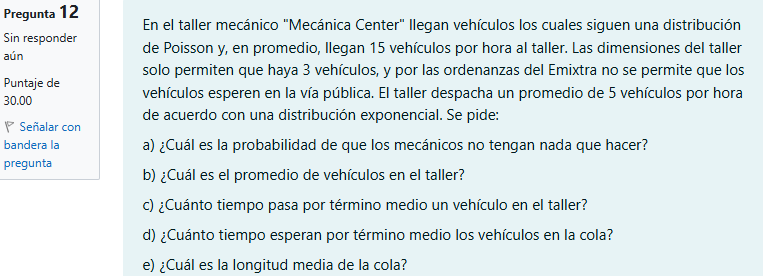 Pregunta 12
Sin responder
aún
Puntaje de
30.00
Señalar con
bandera la
pregunta
En el taller mecánico "Mecánica Center" llegan vehículos los cuales siguen una distribución
de Poisson y, en promedio, llegan 15 vehículos por hora al taller. Las dimensiones del taller
solo permiten que haya 3 vehículos, y por las ordenanzas del Emixtra no se permite que los
vehículos esperen en la vía pública. El taller despacha un promedio de 5 vehículos por hora
de acuerdo con una distribución exponencial. Se pide:
a) ¿Cuál es la probabilidad de que los mecánicos no tengan nada que hacer?
b) ¿Cuál es el promedio de vehículos en el taller?
c) ¿Cuánto tiempo pasa por término medio un vehículo en el taller?
d) ¿Cuánto tiempo esperan por término medio los vehículos en la cola?
e) ¿Cuál es la longitud media de la cola?